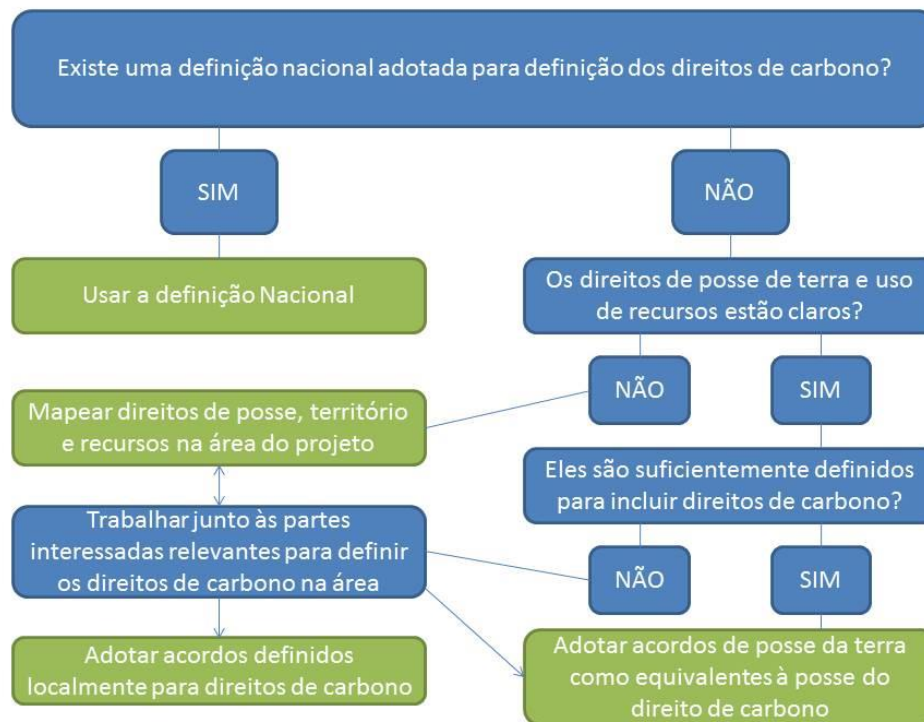 Existe uma definição nacional adotada para definição dos direitos de carbono?
SIM
NÃO
Usar a definição Nacional
Os direitos de posse de terra e uso
de recursos estão claros?
NÃO
SIM
Mapear direitos de posse, território
e recursos na área do projeto
Eles são suficientemente definidos
para incluir direitos de carbono?
Trabalhar junto às partes
interessadas relevantes para definir
os direitos de carbono na área
NÃO
SIM
Adotar acordos definidos
localmente para direitos de carbono
Adotar acordos de posse da terra
como equivalentes à posse do
direito de carbono